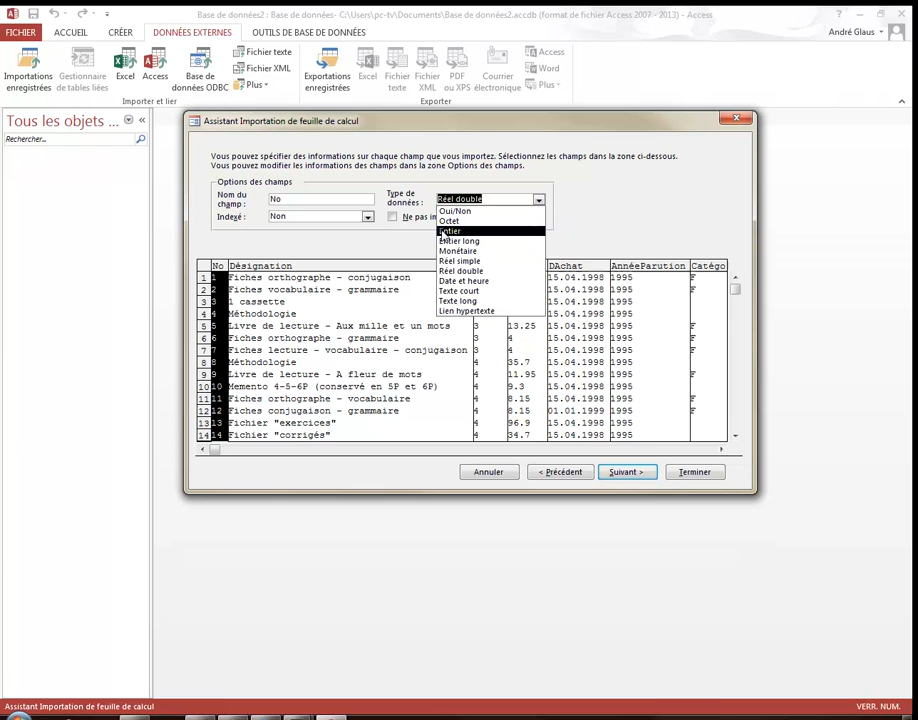 Base de données2 : Base de données- C:\Users\pc-tv\Documents\Base de données2.accdb (format de fichier Access 2007 - 2013) - Access
FICHIER ACCUEIL CRÉER DONNÉES EXTERNES OUTILS DE BASE DE DONNÉES André Glaus
Importations enregistrées
Gestionnaire de tables liées
Excel
Access
Base de données ODBC
Fichier texte
Fichier XML
Plus
Exportations enregistrées
Excel
Fichier texte
Fichier XML
PDF ou XPS
Courrier électronique
Access
Word
Plus
Importer et lier
Exporter
Tous les objets ... «
Rechercher...
Assistant Importation de feuille de calcul
Vous pouvez spécifier des informations sur chaque champ que vous importez. Sélectionnez les champs dans la zone ci-dessous.
Vous pouvez modifier les informations des champs dans la zone Options des champs.
Options des champs
Nom du champ : No
Type de données : Réel double
Indexé : Non
Ne pas im
Oui/Non
Octet
Entier
Entier long
Monétaire
Réel simple
Réel double
Date et heure
Texte court
Texte long
Lien hypertexte
No Désignation DAchat AnnéeParution Catégo
1 1 Fiches orthographe - conjugaison 15.04.1998 1995 F
2 2 Fiches vocabulaire - grammaire 15.04.1998 1995 F
3 3 1 cassette 15.04.1998 1995
4 4 Méthodologie 15.04.1998 1995
5 5 Livre de lecture - Aux mille et un mots 3 13.25 15.04.1998 1995 F
6 6 Fiches orthographe - grammaire 3 4 15.04.1998 1995 F
7 7 Fiches lecture - vocabulaire - conjugaison 3 4 15.04.1998 1995 F
8 8 Méthodologie 4 35.7 15.04.1998 1995
9 9 Livre de lecture - A fleur de mots 4 11.95 15.04.1998 1995 F
10 10 Memento 4-5-6P (conservé en 5P et 6P) 4 9.3 15.04.1998 1995
11 11 Fiches orthographe - vocabulaire 4 8.15 15.04.1998 1995 F
12 12 Fiches conjugaison - grammaire 4 8.15 01.01.1999 1995 F
13 13 Fichier "exercices" 4 96.9 15.04.1998 1995
14 14 Fichier "corrigés" 4 34.7 15.04.1998 1995
Annuler < Précédent Suivant > Terminer
Assistant Importation de feuille de calcul VERR. NUM.